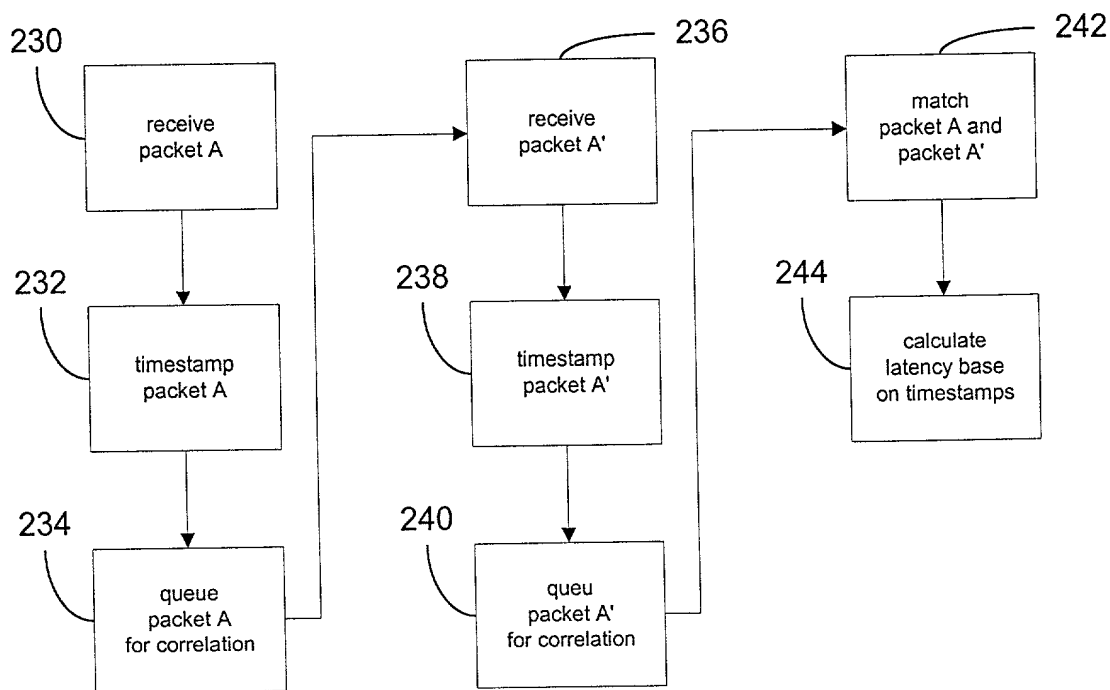 230
receive
packet A
232
timestamp
packet A
234
queue
packet A
for correlation
236
receive
packet A'
238
timestamp
packet A'
240
queu
packet A'
for correlation
242
match
packet A and
packet A'
244
calculate
latency base
on timestamps